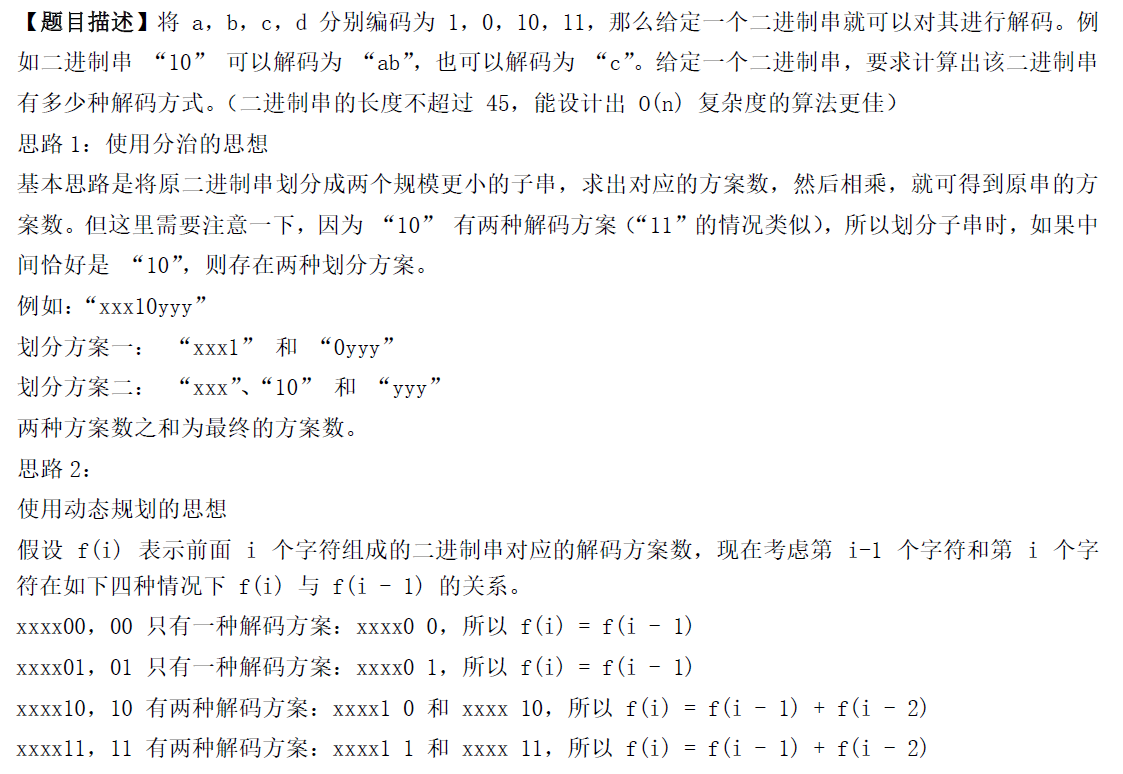 【题目描述】将 a，b，c，d 分别编码为 1，0，10，11，那么给定一个二进制串就可以对其进行解码。例
如二进制串 “10” 可以解码为 “ab”，也可以解码为 “c”。给定一个二进制串，要求计算出该二进制串
有多少种解码方式。（二进制串的长度不超过 45，能设计出 O(n) 复杂度的算法更佳）
思路 1：使用分治的思想
基本思路是将原二进制串划分成两个规模更小的子串，求出对应的方案数，然后相乘，就可得到原串的方
案数。但这里需要注意一下，因为 “10” 有两种解码方案（“11”的情况类似），所以划分子串时，如果中
间恰好是 “10”，则存在两种划分方案。
例如：“xxx10yyy”
划分方案一： “xxx1” 和 “0yyy”
划分方案二： “xxx”、“10” 和 “yyy”
两种方案数之和为最终的方案数。
思路 2：
使用动态规划的思想
假设 f(i) 表示前面 i 个字符组成的二进制串对应的解码方案数，现在考虑第 i-1 个字符和第 i 个字
符在如下四种情况下 f(i) 与 f(i - 1) 的关系。
xxxx00，00 只有一种解码方案：xxxx0 0，所以 f(i) = f(i - 1)
xxxx01，01 只有一种解码方案：xxxx0 1，所以 f(i) = f(i - 1)
xxxx10，10 有两种解码方案：xxxx1 0 和 xxxx 10，所以 f(i) = f(i - 1) + f(i - 2)
xxxx11，11 有两种解码方案：xxxx1 1 和 xxxx 11，所以 f(i) = f(i - 1) + f(i - 2)